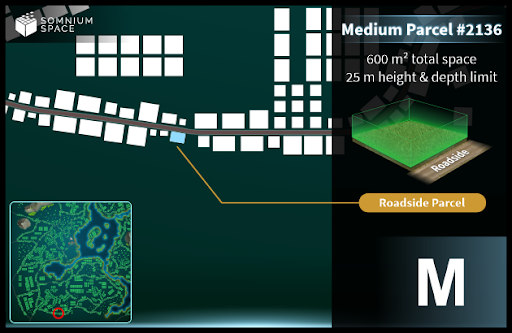 SOMNIUM
SPACE
Medium Parcel #2136
600 m² total space
25 m height & depth limit
Roadside
Roadside Parcel
M